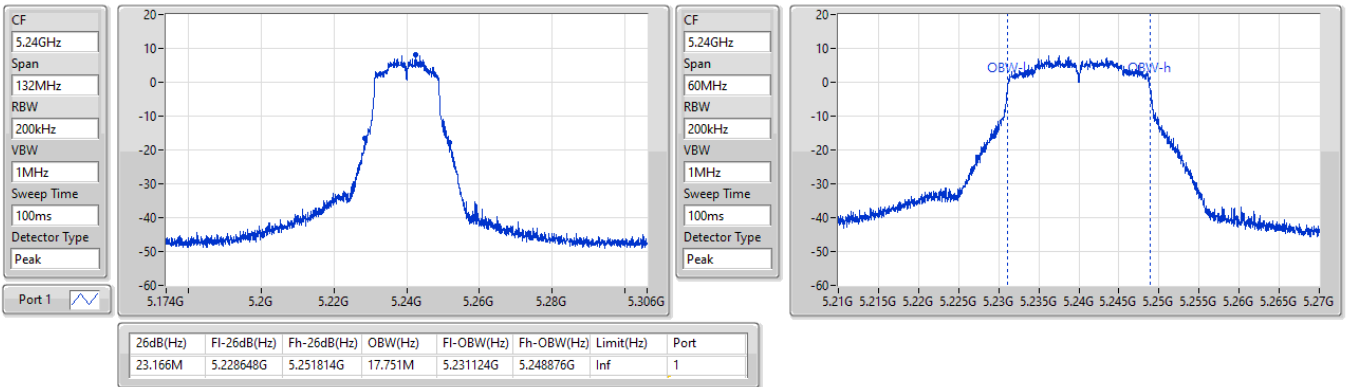 CF
5.24GHz
Span
132MHz
RBW
200kHz
VBW
1MHz
Sweep Time
100ms
Detector Type
Peak
Port 1
20
10
0
-10
-20
-30
-40
-50
-60
5.174G 5.2G 5.22G 5.24G 5.26G 5.28G 5.306G
CF
5.24GHz
Span
60MHz
RBW
200kHz
VBW
1MHz
Sweep Time
100ms
Detector Type
Peak
20
10
0
-10
-20
-30
-40
-50
-60
OBW-l OBW-h
5.21G 5.215G 5.22G 5.225G 5.23G 5.235G 5.24G 5.245G 5.25G 5.255G 5.26G 5.265G 5.27G
26dB(Hz) Fl-26dB(Hz) Fh-26dB(Hz) OBW(Hz) Fl-OBW(Hz) Fh-OBW(Hz) Limit(Hz) Port
23.166M 5.228648G 5.251814G 17.751M 5.231124G 5.248876G Inf 1